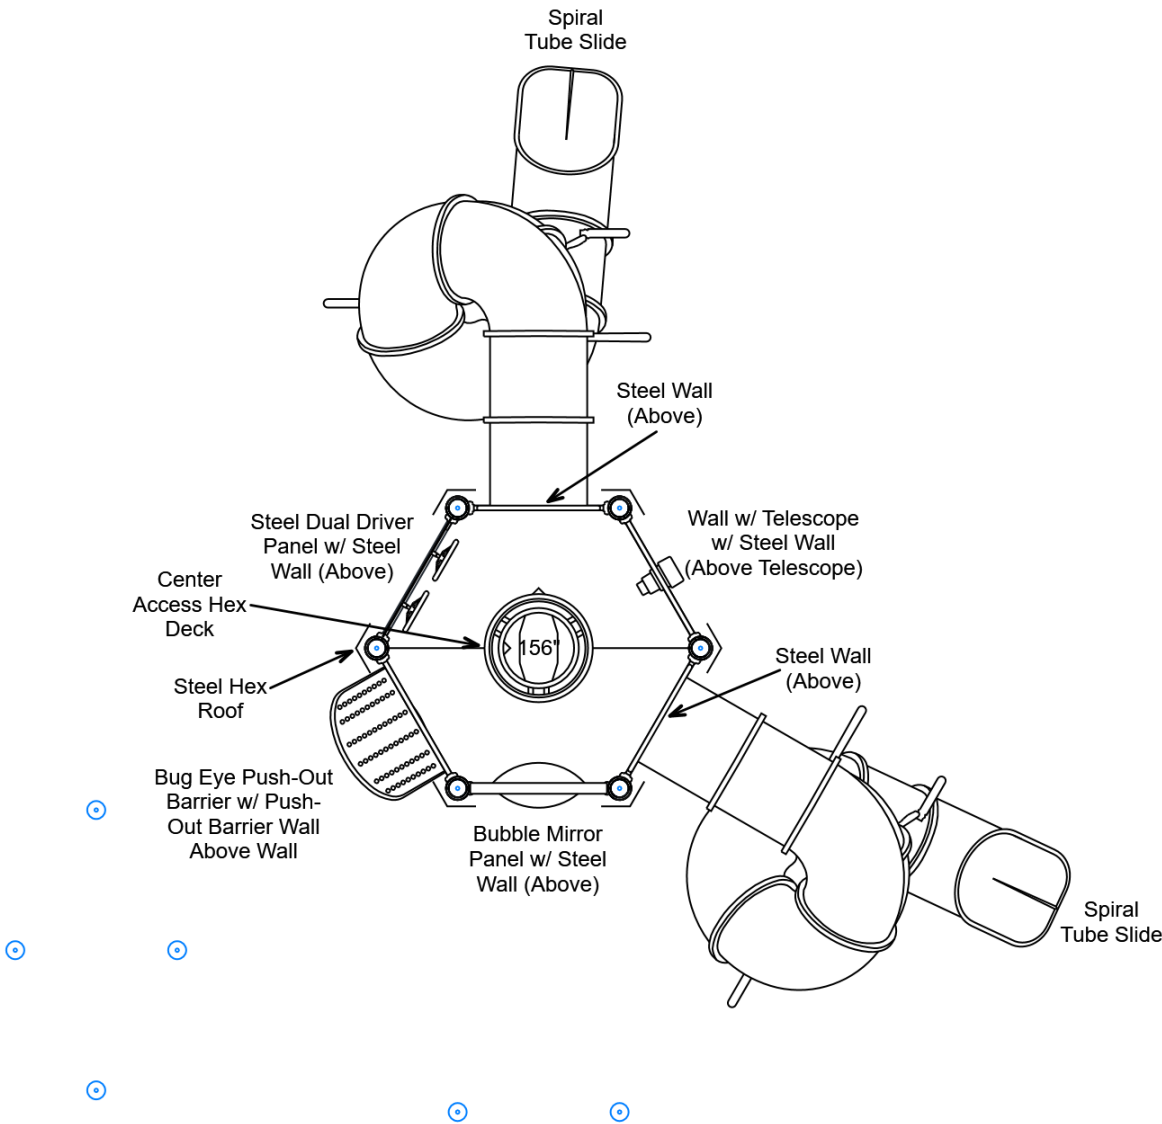 Spiral
Tube Slide
Steel Wall
(Above)
Steel Dual Driver
Panel w/ Steel
Wall (Above)
Wall w/ Telescope
w/ Steel Wall
(Above Telescope)
Center
Access Hex
Deck
156"
Steel Wall
(Above)
Steel Hex
Roof
Bug Eye Push-Out
Barrier w/ Push-
Out Barrier Wall
Above Wall
Bubble Mirror
Panel w/ Steel
Wall (Above)
Spiral
Tube Slide